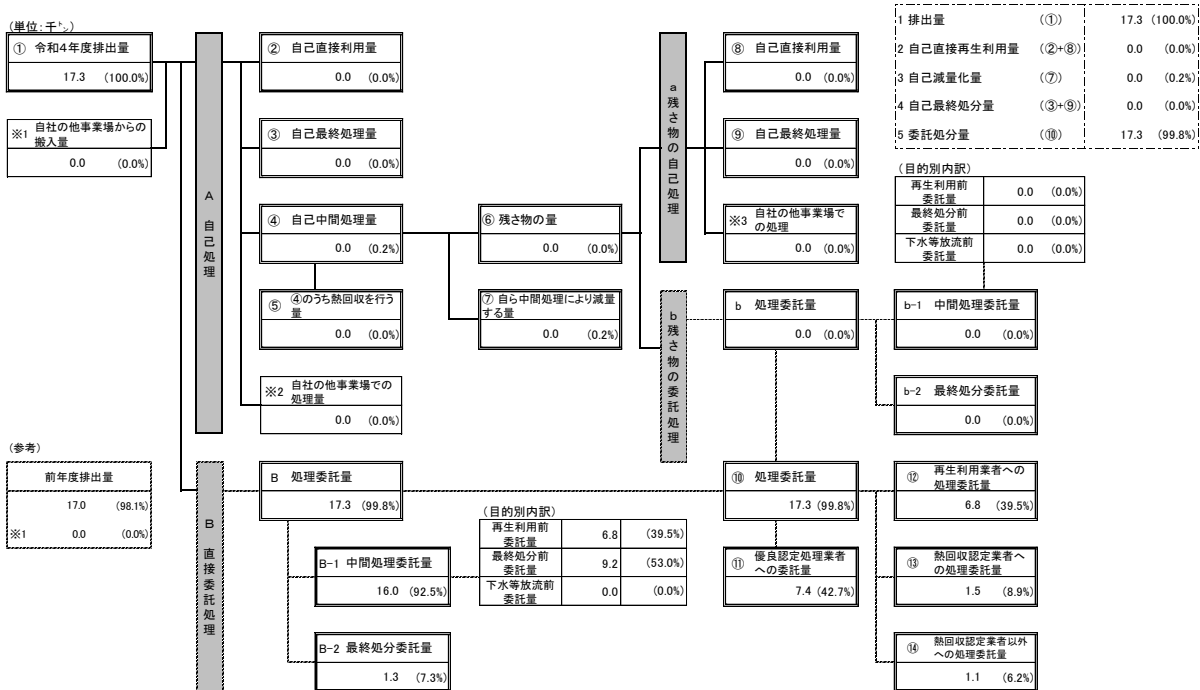 (単位:千㌧)
① 令和4年度排出量
17.3 (100.0%)
※1 自社の他事業場からの
搬入量
0.0 (0.0%)
A 自己処理
② 自己直接利用量
0.0 (0.0%)
③ 自己最終処理量
0.0 (0.0%)
④ 自己中間処理量
0.0 (0.2%)
⑤ ④のうち熱回収を行う
量
0.0 (0.0%)
※2 自社の他事業場での
処理量
0.0 (0.0%)
⑥ 残さ物の量
0.0 (0.0%)
⑦ 自ら中間処理により減量
する量
0.0 (0.2%)
a 残さ物の自己処理
⑧ 自己直接利用量
0.0 (0.0%)
⑨ 自己最終処理量
0.0 (0.0%)
※3 自社の他事業場で
の処理
0.0 (0.0%)
b 残さ物の委託処理
b 処理委託量
0.0 (0.0%)
b-1 中間処理委託量
0.0 (0.0%)
b-2 最終処分委託量
0.0 (0.0%)
1 排出量 (①) 17.3 (100.0%)
2 自己直接再生利用量 (②+⑧) 0.0 (0.0%)
3 自己減量化量 (⑦) 0.0 (0.2%)
4 自己最終処分量 (③+⑨) 0.0 (0.0%)
5 委託処分量 (⑩) 17.3 (99.8%)
(目的別内訳)
再生利用前
委託量 0.0 (0.0%)
最終処分前
委託量 0.0 (0.0%)
下水等放流前
委託量 0.0 (0.0%)
(参考)
前年度排出量
17.0 (98.1%)
※1 0.0 (0.0%)
B 直接委託処理
B 処理委託量
17.3 (99.8%)
B-1 中間処理委託量
16.0 (92.5%)
B-2 最終処分委託量
1.3 (7.3%)
(目的別内訳)
再生利用前
委託量 6.8 (39.5%)
最終処分前
委託量 9.2 (53.0%)
下水等放流前
委託量 0.0 (0.0%)
⑩ 処理委託量
17.3 (99.8%)
⑪ 優良認定処理業者
への委託量
7.4 (42.7%)
⑫ 再生利用業者への
処理委託量
6.8 (39.5%)
⑬ 熱回収認定業者へ
の処理委託量
1.5 (8.9%)
⑭ 熱回収認定業者以外
への処理委託量
1.1 (6.2%)